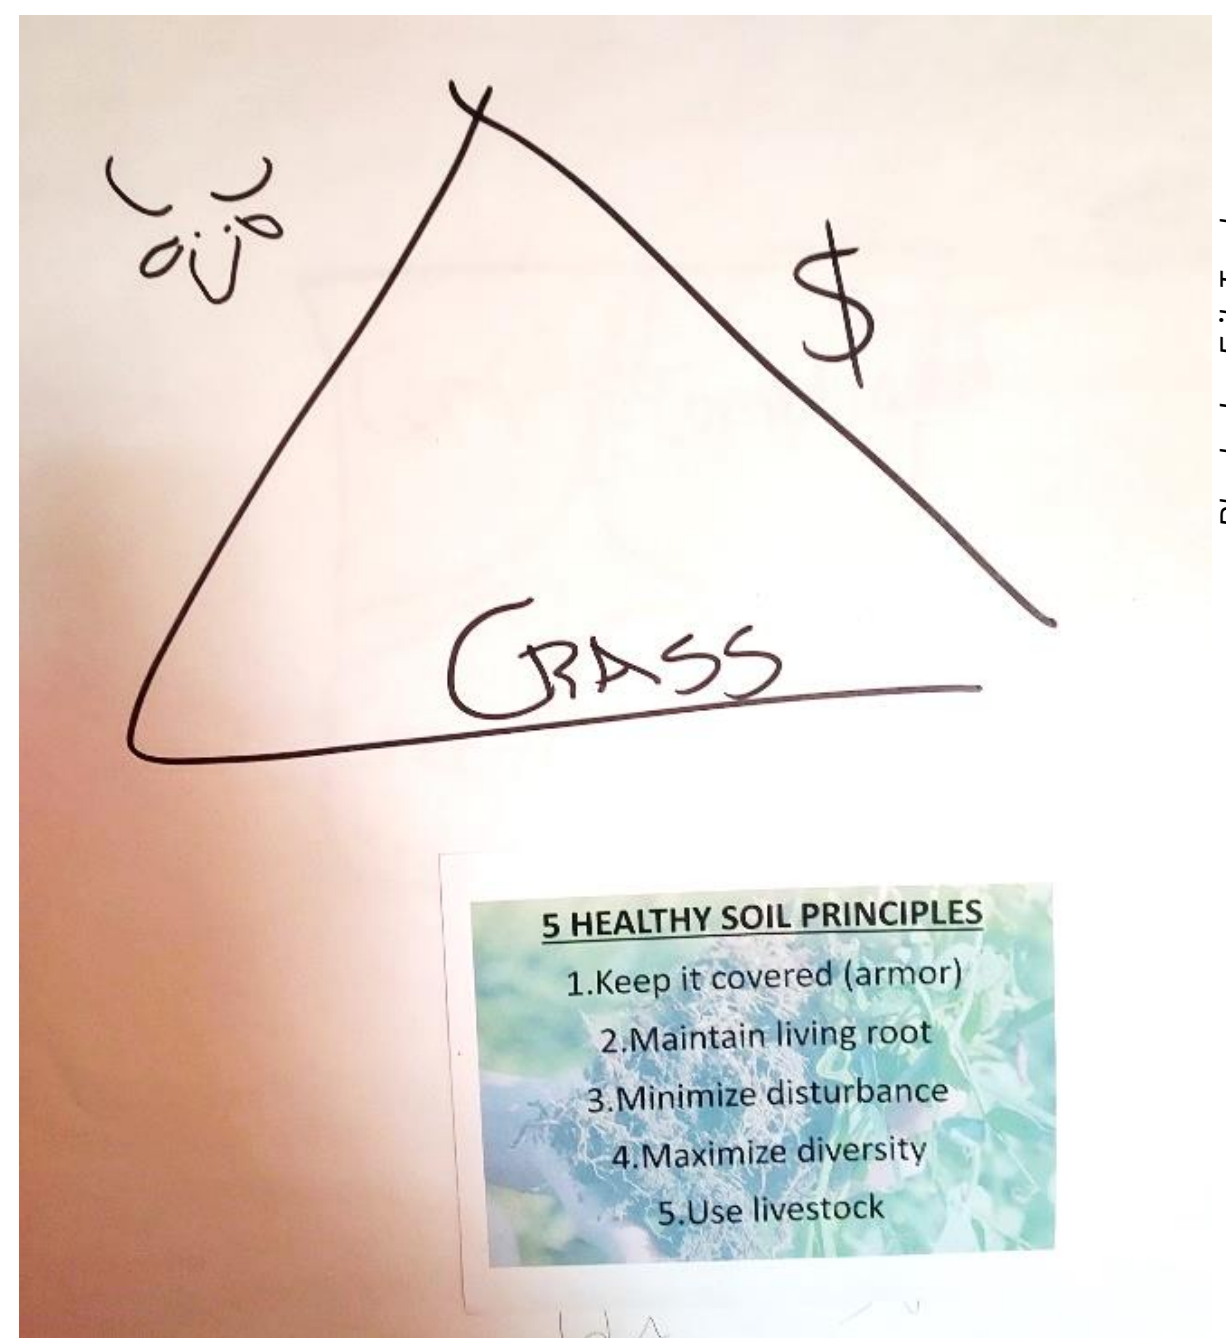 $
GRASS
5 HEALTHY SOIL PRINCIPLES
1.Keep it covered (armor)
2.Maintain living root
3.Minimize disturbance
4.Maximize diversity
5.Use livestock